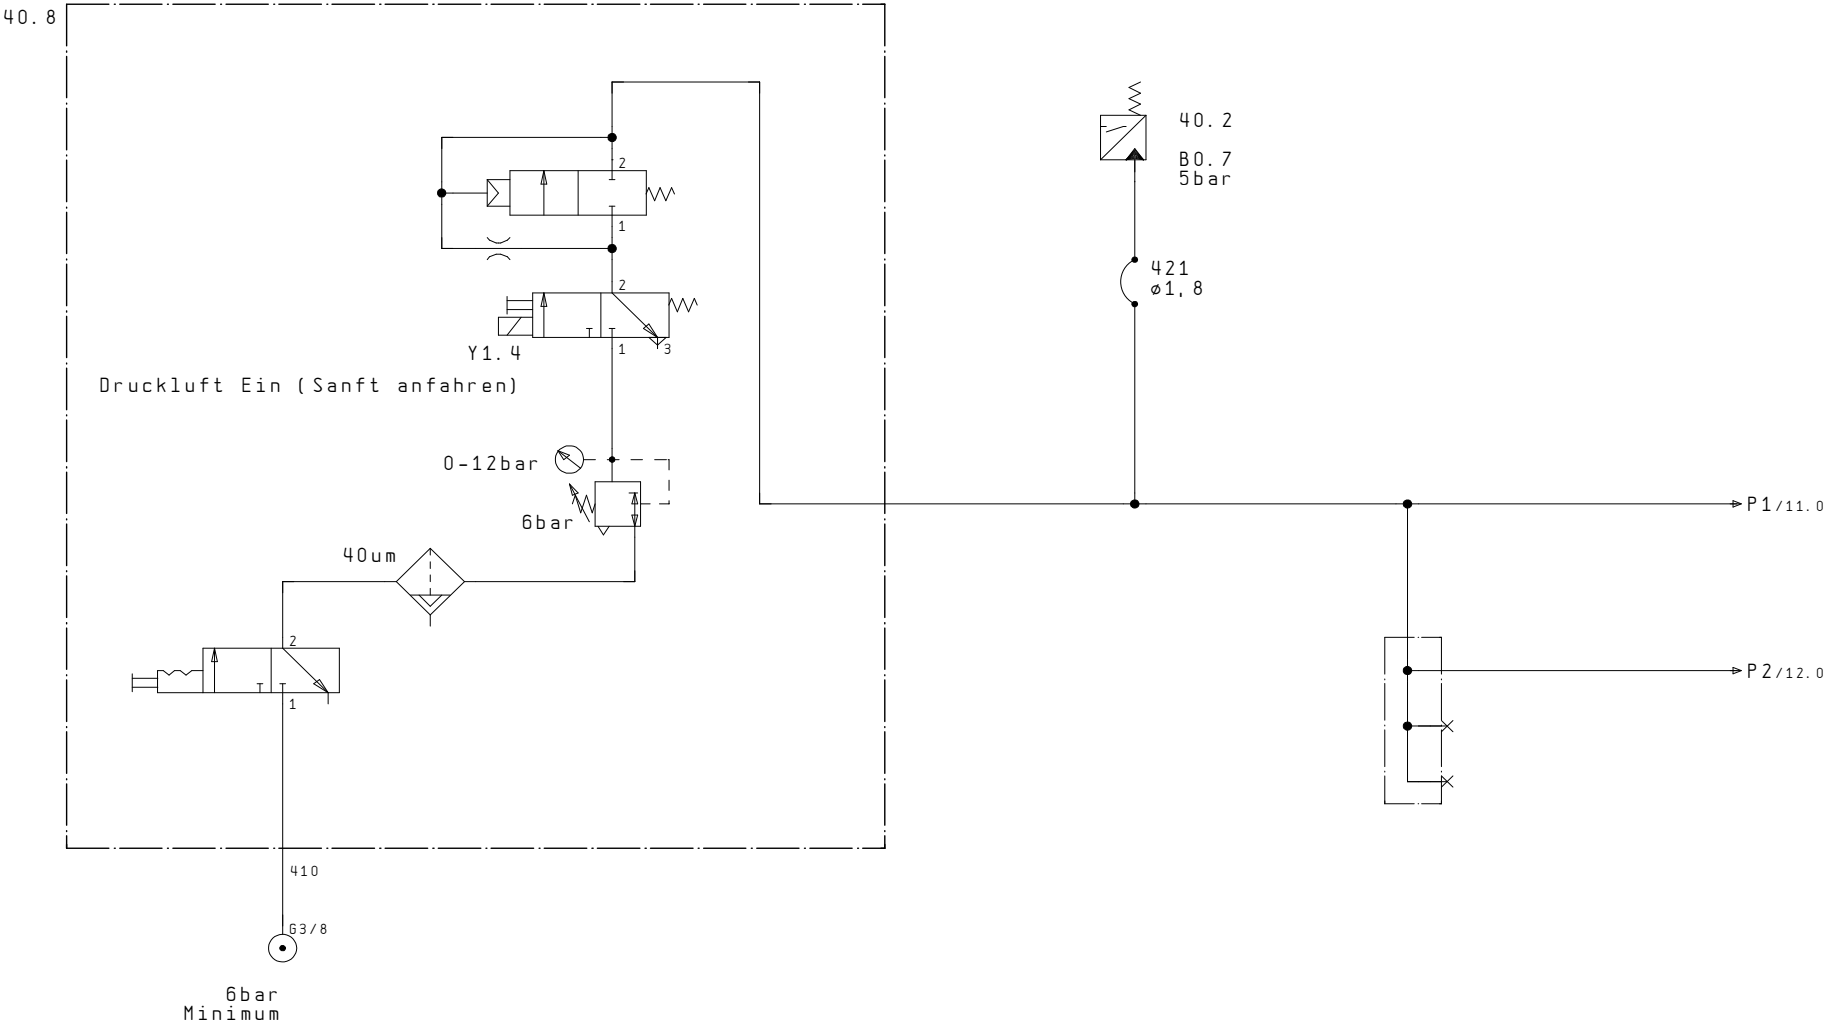 40.8
40.2
B0.7
5bar
2
1
421
ø1,8
2
1
3
Y1.4
Druckluft Ein (Sanft anfahren)
0-12bar
6bar
P1/11.0
40um
2
1
P2/12.0
410
G3/8
6bar
Minimum